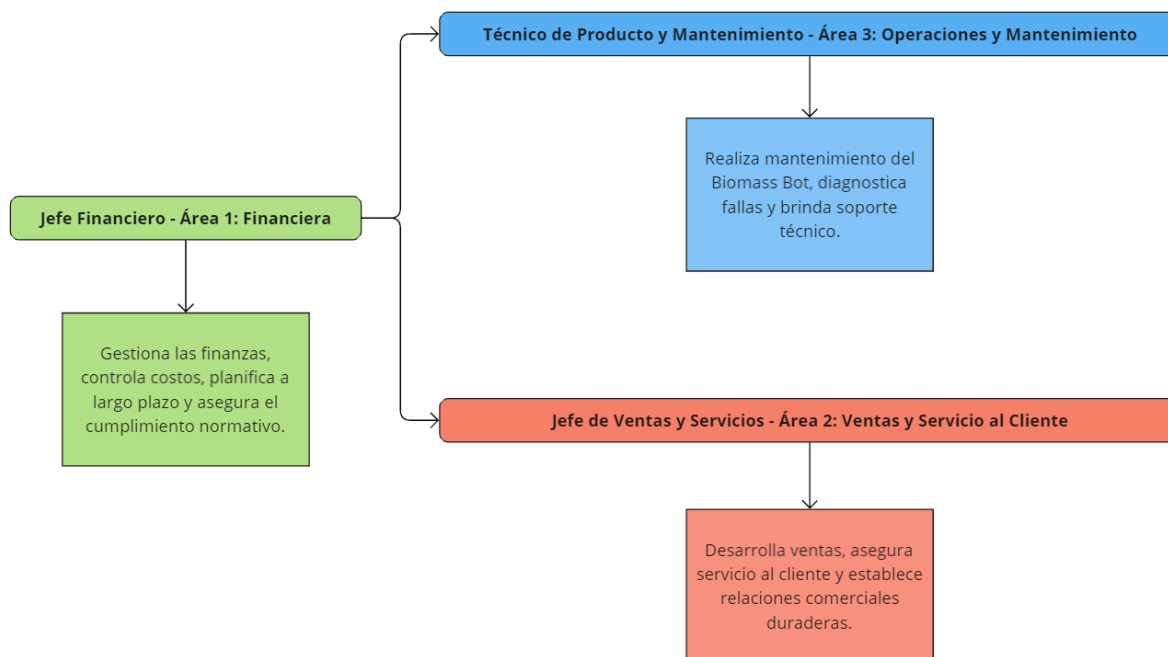 Técnico de Producto y Mantenimiento - Área 3: Operaciones y Mantenimiento
Realiza mantenimiento del
Biomass Bot, diagnostica
fallas y brinda soporte
técnico.
Jefe Financiero - Área 1: Financiera
Gestiona las finanzas,
controla costos, planifica a
largo plazo y asegura el
cumplimiento normativo.
Jefe de Ventas y Servicios - Área 2: Ventas y Servicio al Cliente
Desarrolla ventas, asegura
servicio al cliente y establece
relaciones comerciales
duraderas.